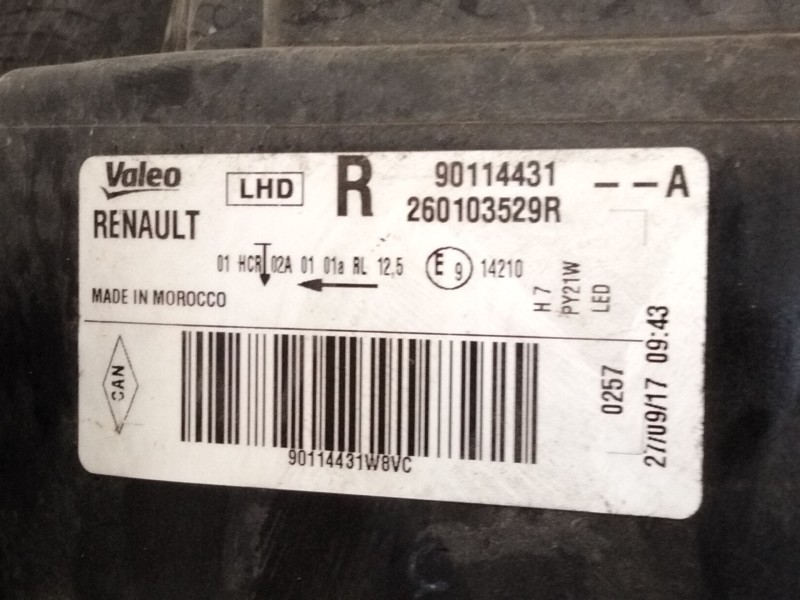 Valeo LHD R 90114431 --A
RENAULT 260103529R
01 HCR 02A 01 01a RL 12,5 E 9 14210
MADE IN MOROCCO
H7
PY21W
LED
CAN
90114431W8VC
0257
27/09/17 09:43